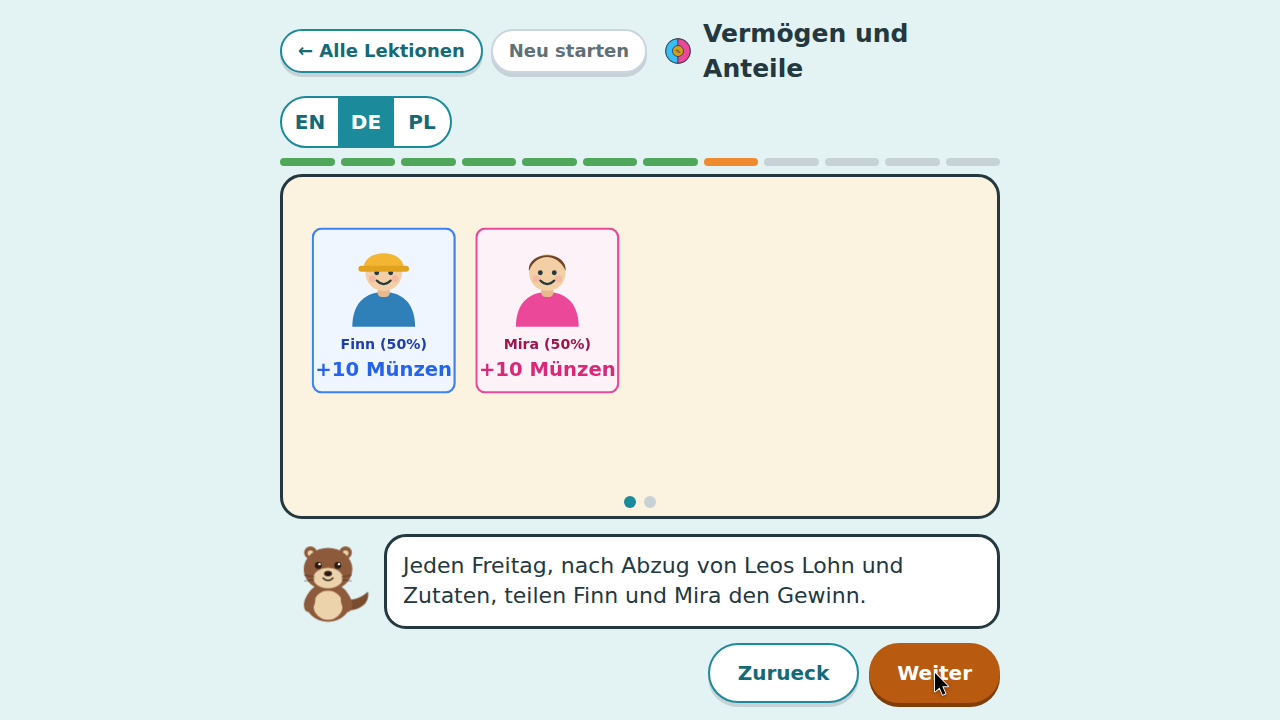 ← Alle Lektionen
Neu starten
Vermögen und
Anteile
EN DE PL
Finn (50%)
+10 Münzen
Mira (50%)
+10 Münzen
Jeden Freitag, nach Abzug von Leos Lohn und
Zutaten, teilen Finn und Mira den Gewinn.
Zurueck
Weiter